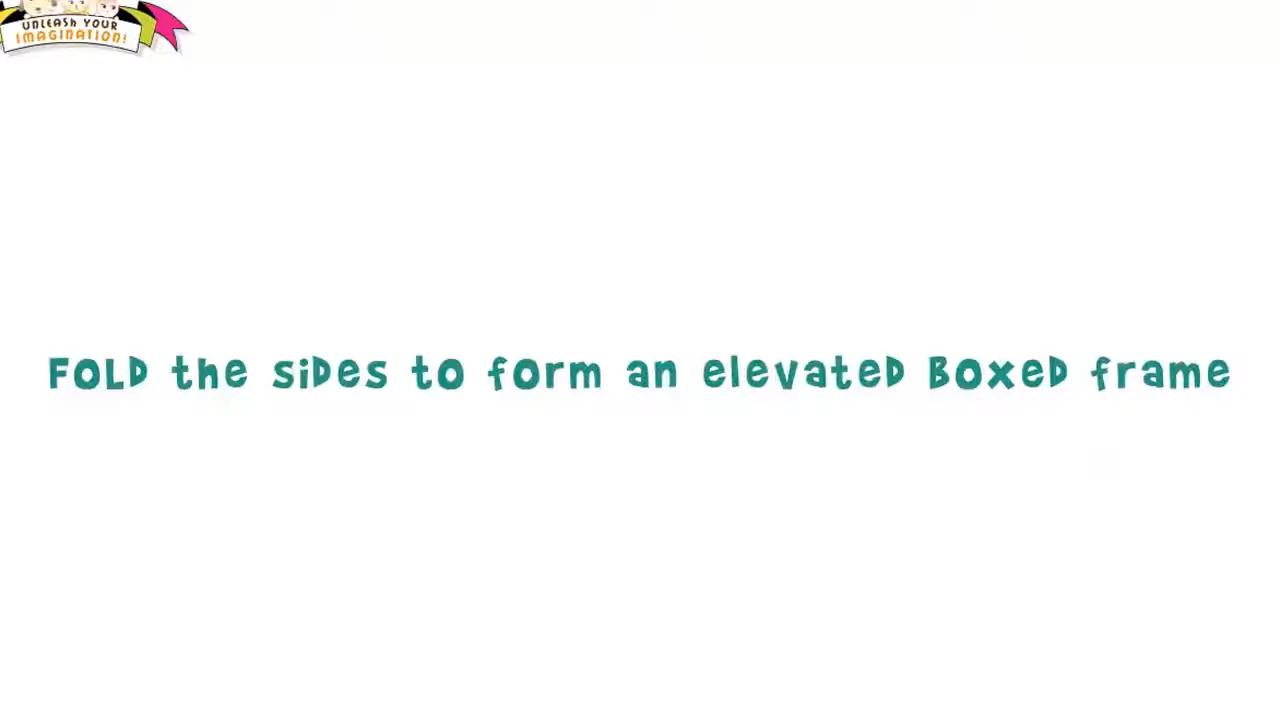 UNLEASH YOUR
IMAGINATION!
FOLD the sides to form an elevated Boxed frame